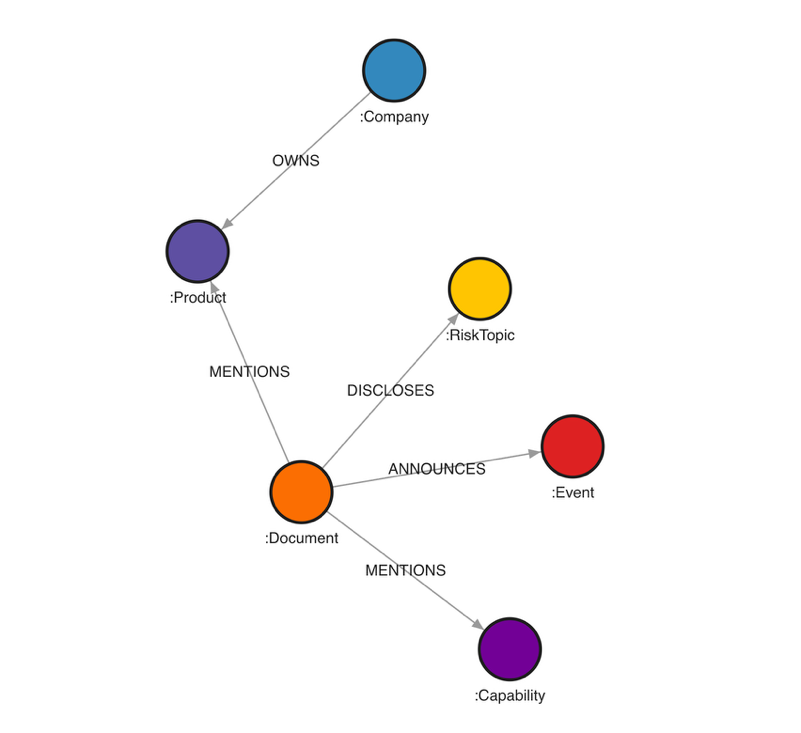 :Company
OWNS
:Product
:RiskTopic
MENTIONS
DISCLOSES
ANNOUNCES
:Event
:Document
MENTIONS
:Capability